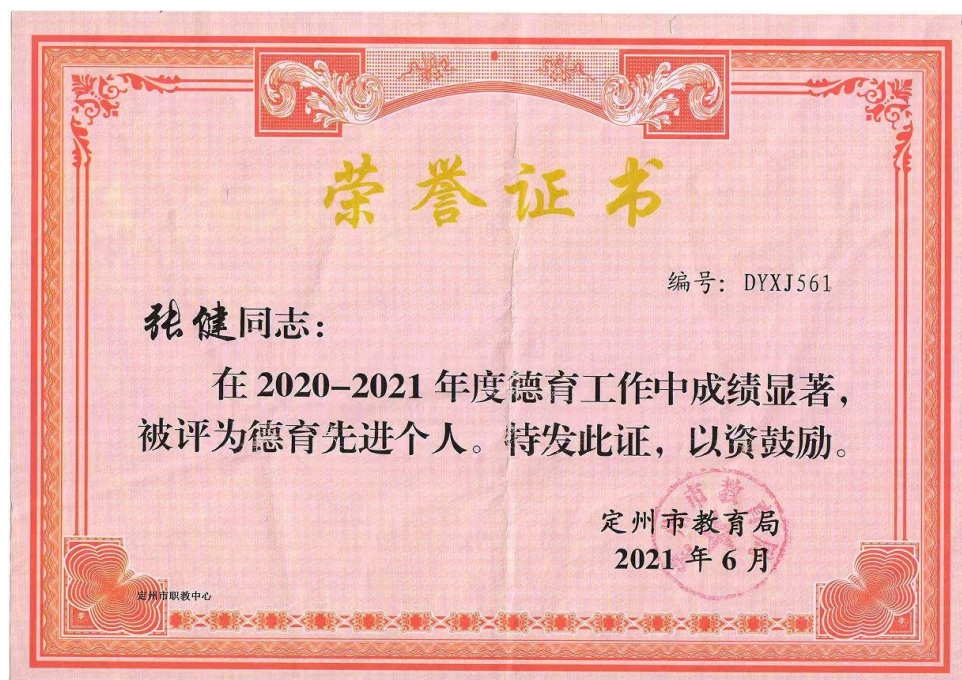 荣誉证书
编号：DYXJ561
张健同志：
在2020-2021年度德育工作中成绩显著，
被评为德育先进个人。特发此证，以资鼓励。
定州市教育局
2021年6月
定州市职教中心